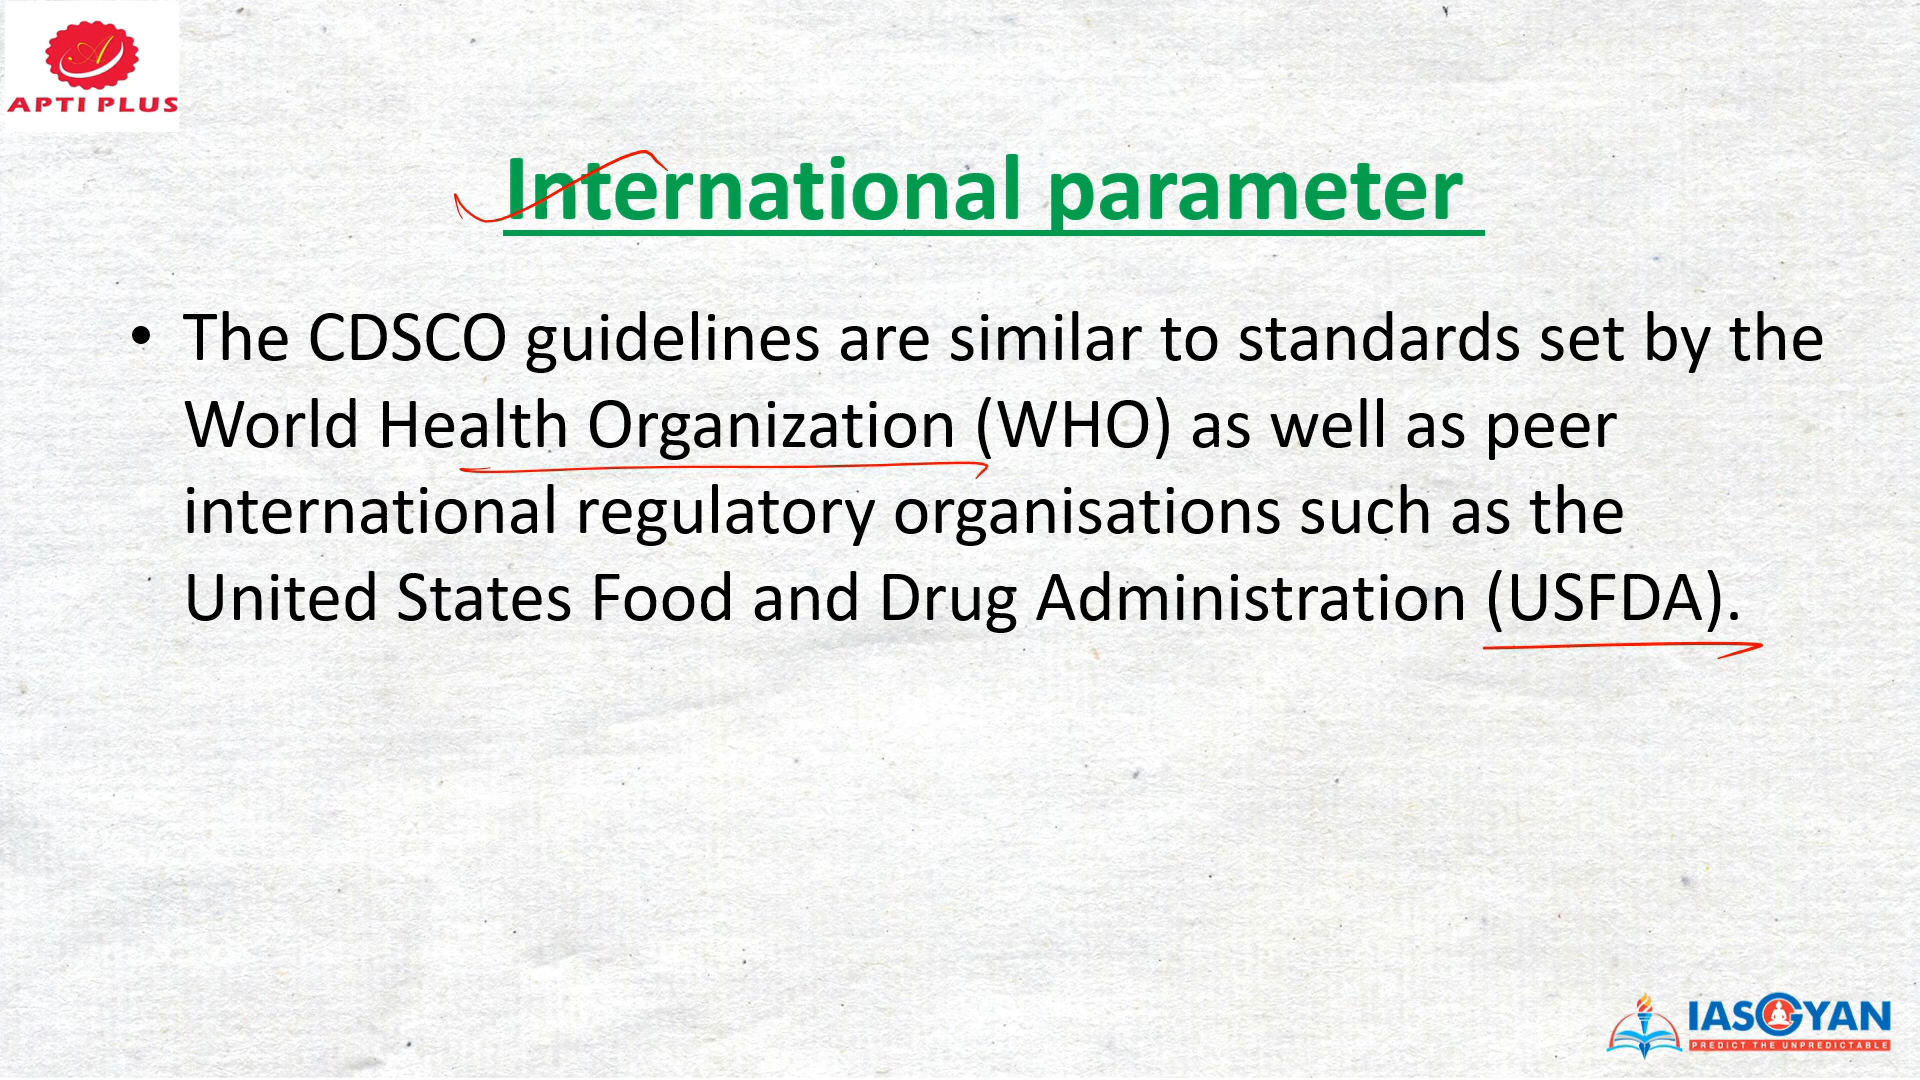 A
APTI PLUS
International parameter
• The CDSCO guidelines are similar to standards set by the
World Health Organization (WHO) as well as peer
international regulatory organisations such as the
United States Food and Drug Administration (USFDA).
IASGYAN
PREDICT THE UNPREDICTABLE